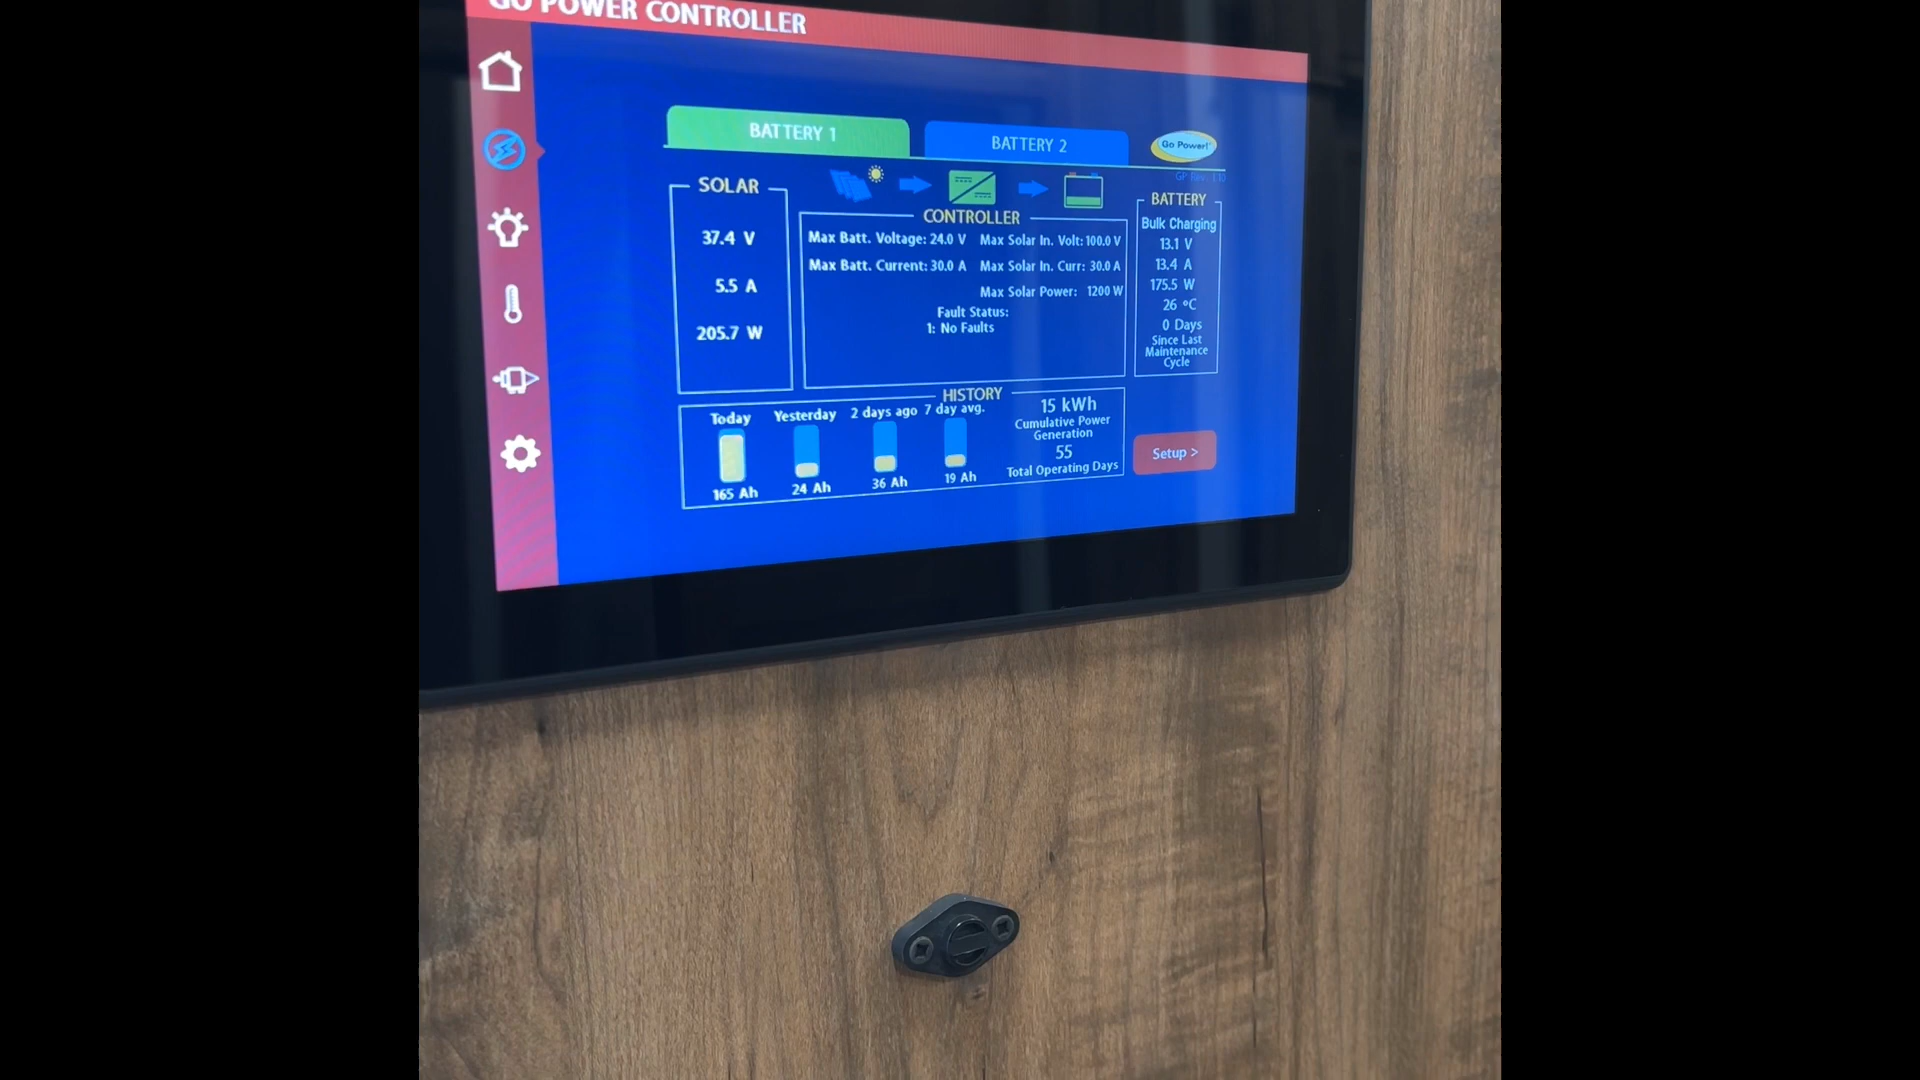 GO POWER CONTROLLER
BATTERY 1
BATTERY 2
Go Power!
SOLAR
37.4 V
5.5 A
205.7 W
CONTROLLER
Max Batt. Voltage: 24.0 V
Max Solar In. Volt: 100.0 V
Max Batt. Current: 30.0 A
Max Solar In. Curr: 30.0 A
Max Solar Power: 1200 W
Fault Status:
1: No Faults
BATTERY
Bulk Charging
13.1 V
13.4 A
175.5 W
26 ºC
0 Days
Since Last
Maintenance
Cycle
HISTORY
Today
Yesterday
2 days ago
7 day avg.
165 Ah
24 Ah
36 Ah
19 Ah
15 kWh
Cumulative Power
Generation
55
Total Operating Days
Setup >